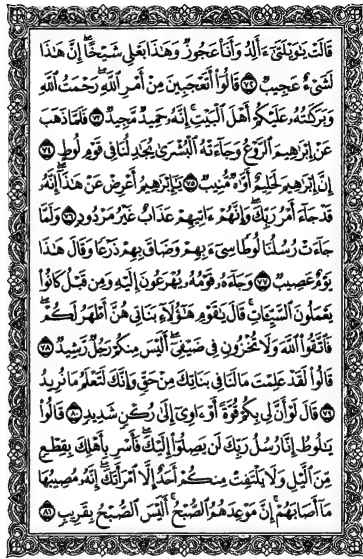 قَالَتْ يَٰوَيْلَتَىٰٓ ءَأَلِدُ وَأَنَا۠ عَجُوزٌ وَهَٰذَا بَعْلِى شَيْخًا ۖ إِنَّ هَٰذَا
لَشَىْءٌ عَجِيبٌ ٧٢ قَالُوٓا۟ أَتَعْجَبِينَ مِنْ أَمْرِ ٱللَّهِ ۖ رَحْمَتُ ٱللَّهِ
وَبَرَكَٰتُهُۥ عَلَيْكُمْ أَهْلَ ٱلْبَيْتِ ۚ إِنَّهُۥ حَمِيدٌ مَّجِيدٌ ٧٣ فَلَمَّا ذَهَبَ
عَنْ إِبْرَٰهِيمَ ٱلرَّوْعُ وَجَآءَتْهُ ٱلْبُشْرَىٰ يُجَٰدِلُنَا فِى قَوْمِ لُوطٍ ٧٤
إِنَّ إِبْرَٰهِيمَ لَحَلِيمٌ أَوَّٰهٌ مُّنِيبٌ ٧٥ يَٰٓإِبْرَٰهِيمُ أَعْرِضْ عَنْ هَٰذَآ ۖ إِنَّهُۥ
قَدْ جَآءَ أَمْرُ رَبِّكَ ۖ وَإِنَّهُمْ ءَاتِيهِمْ عَذَابٌ غَيْرُ مَرْدُودٍ ٧٦ وَلَمَّا
جَآءَتْ رُسُلُنَا لُوطًا سِىٓءَ بِهِمْ وَضَاقَ بِهِمْ ذَرْعًا وَقَالَ هَٰذَا
يَوْمٌ عَصِيبٌ ٧٧ وَجَآءَهُۥ قَوْمُهُۥ يُهْرَعُونَ إِلَيْهِ وَمِن قَبْلُ كَانُوا۟
يَعْمَلُونَ ٱلسَّيِّـَٔاتِ ۚ قَالَ يَٰقَوْمِ هَٰٓؤُلَآءِ بَنَاتِى هُنَّ أَطْهَرُ لَكُمْ ۖ
فَٱتَّقُوا۟ ٱللَّهَ وَلَا تُخْزُونِ فِى ضَيْفِىٓ ۖ أَلَيْسَ مِنكُمْ رَجُلٌ رَّشِيدٌ ٧٨
قَالُوا۟ لَقَدْ عَلِمْتَ مَا لَنَا فِى بَنَاتِكَ مِنْ حَقٍّ وَإِنَّكَ لَتَعْلَمُ مَا نُرِيدُ
٧٩ قَالَ لَوْ أَنَّ لِى بِكُمْ قُوَّةً أَوْ ءَاوِىٓ إِلَىٰ رُكْنٍ شَدِيدٍ ٨٠ قَالُوا۟
يَٰلُوطُ إِنَّا رُسُلُ رَبِّكَ لَن يَصِلُوٓا۟ إِلَيْكَ ۖ فَأَسْرِ بِأَهْلِكَ بِقِطْعٍ
مِّنَ ٱلَّيْلِ وَلَا يَلْتَفِتْ مِنكُمْ أَحَدٌ إِلَّا ٱمْرَأَتَكَ ۖ إِنَّهُۥ مُصِيبُهَا
مَآ أَصَابَهُمْ ۚ إِنَّ مَوْعِدَهُمُ ٱلصُّبْحُ ۚ أَلَيْسَ ٱلصُّبْحُ بِقَرِيبٍ ٨١